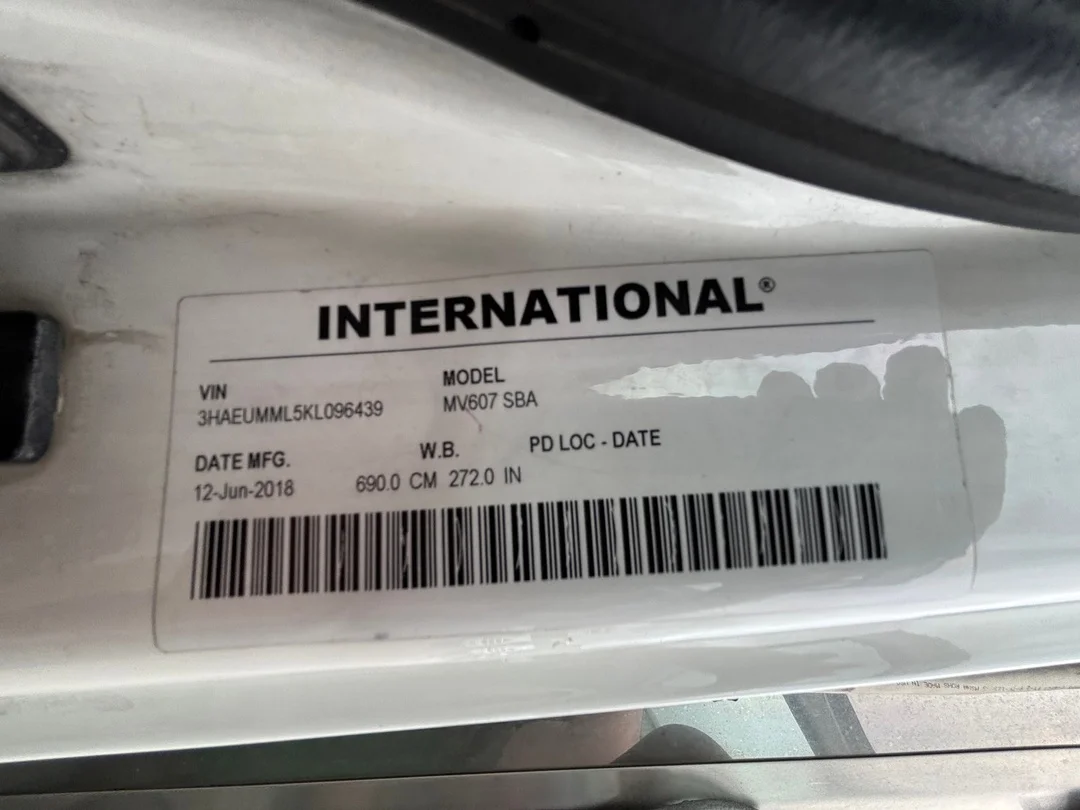 INTERNATIONAL®
VIN MODEL
3HAEUMML5KL096439 MV607 SBA
DATE MFG. W.B. PD LOC - DATE
12-Jun-2018 690.0 CM 272.0 IN